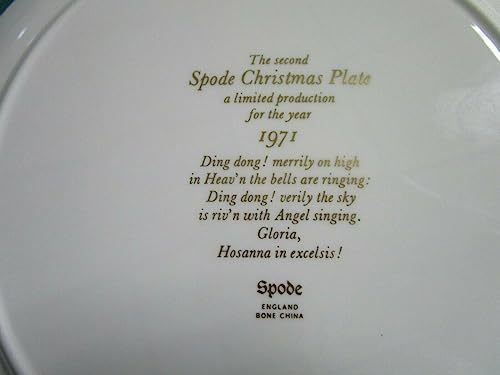 The second
Spode Christmas Plate
a limited production
for the year
1971
Ding dong! merrily on high
in Heav'n the bells are ringing:
Ding dong! verily the sky
is riv'n with Angel singing.
Gloria,
Hosanna in excelsis!
Spode
ENGLAND
BONE CHINA